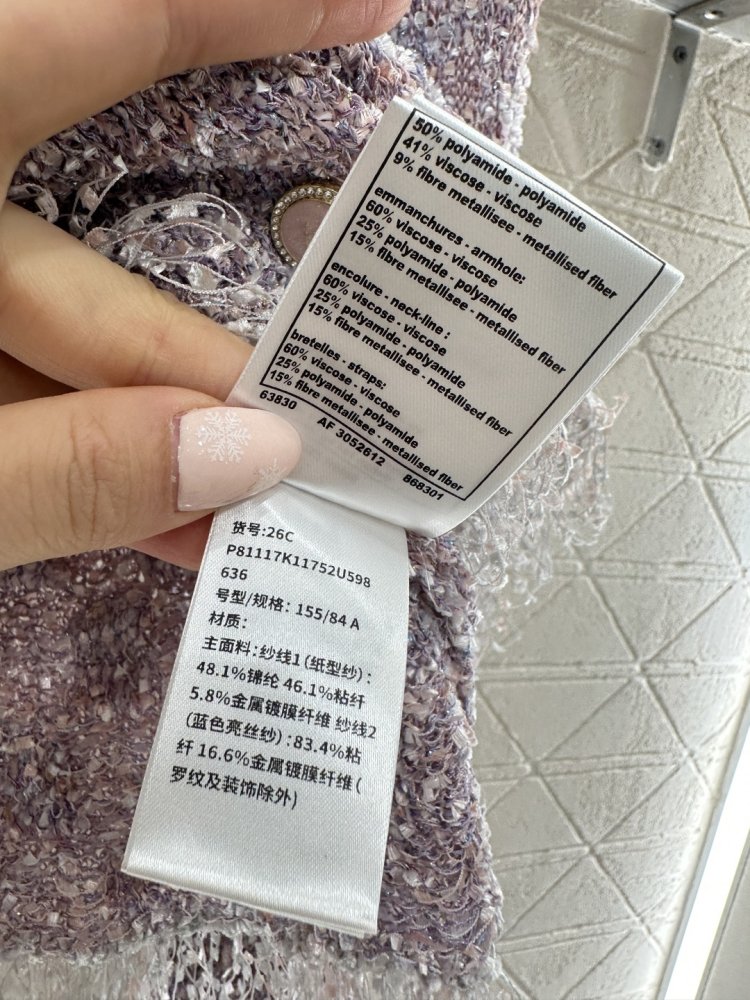 50% polyamide - polyamide
41% viscose - viscose
9% fibre metallisee - metallised fiber
emmanchures - armhole:
60% viscose - viscose
25% polyamide - polyamide
15% fibre metallisee - metallised fiber
encolure - neck-line :
60% viscose - viscose
25% polyamide - polyamide
15% fibre metallisee - metallised fiber
bretelles - straps:
60% viscose - viscose
25% polyamide - polyamide
15% fibre metallisee - metallised fiber
63830 AF 3052612 868301
货号:26C
P81117K11752U598
636
号型/规格: 155/84 A
材质:
主面料:纱线1(纸型纱):
48.1%锦纶 46.1%粘纤
5.8%金属镀膜纤维 纱线2
(蓝色亮丝纱):83.4%粘
纤 16.6%金属镀膜纤维(
罗纹及装饰除外)